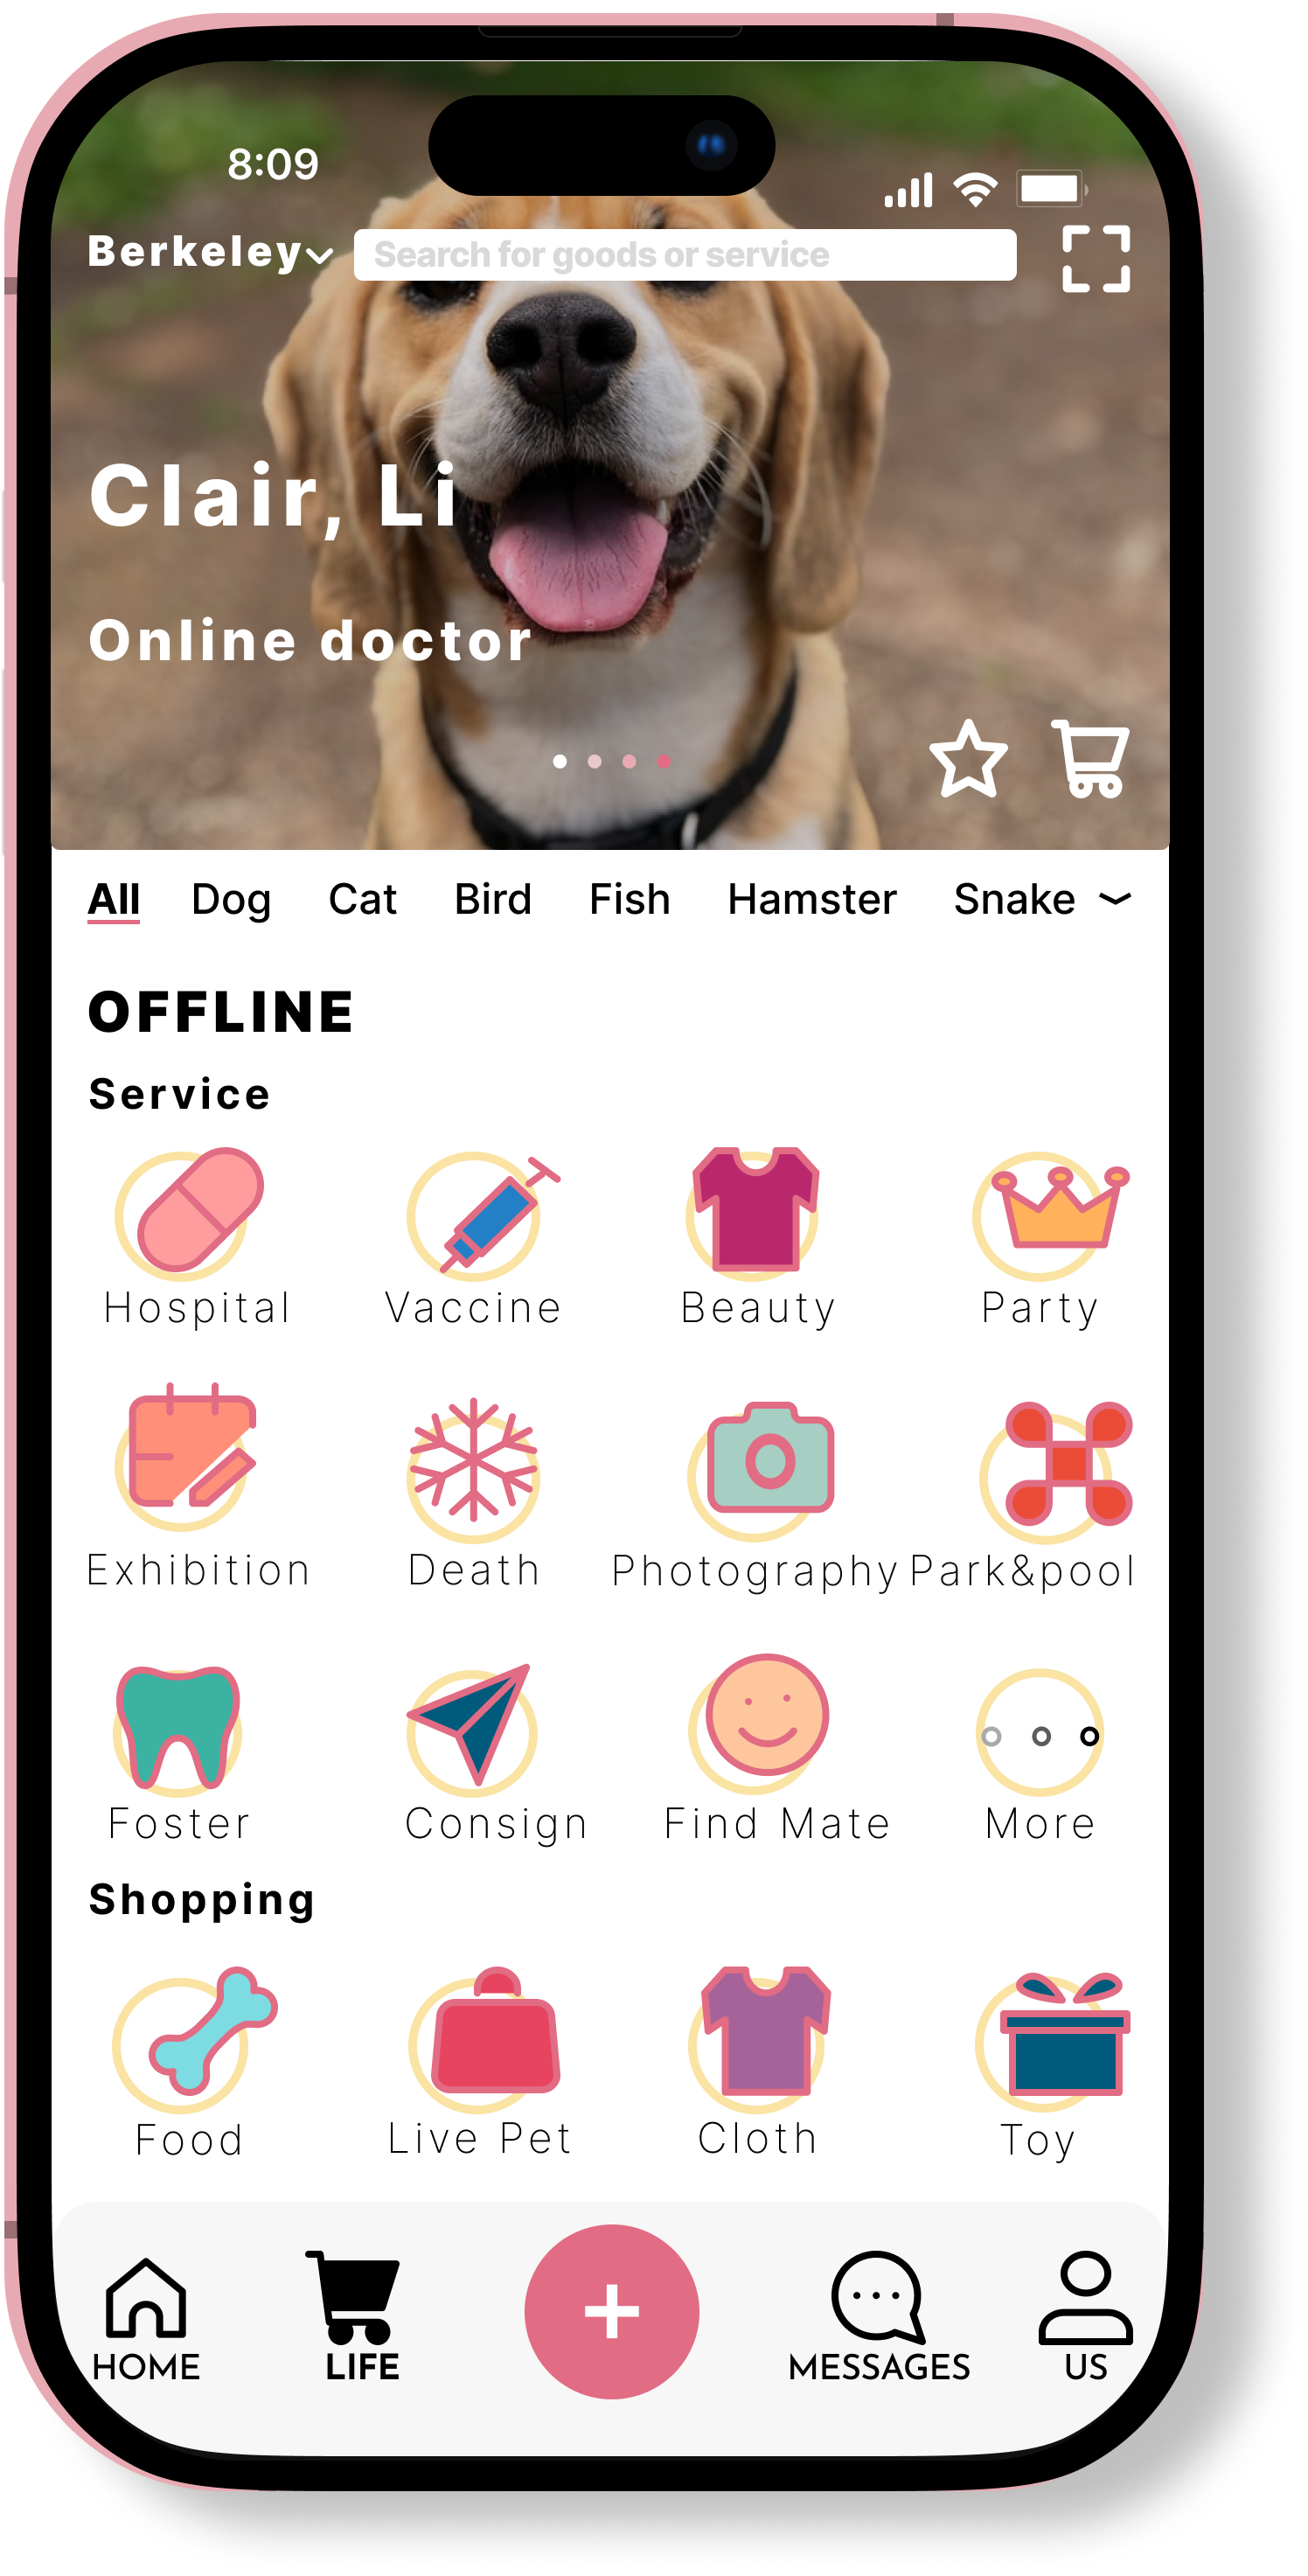 8:09
Berkeley Search for goods or service
Clair, Li
Online doctor
All Dog Cat Bird Fish Hamster Snake
OFFLINE
Service
Hospital Vaccine Beauty Party
Exhibition Death Photography Park&pool
Foster Consign Find Mate More
Shopping
Food Live Pet Cloth Toy
HOME LIFE + MESSAGES US